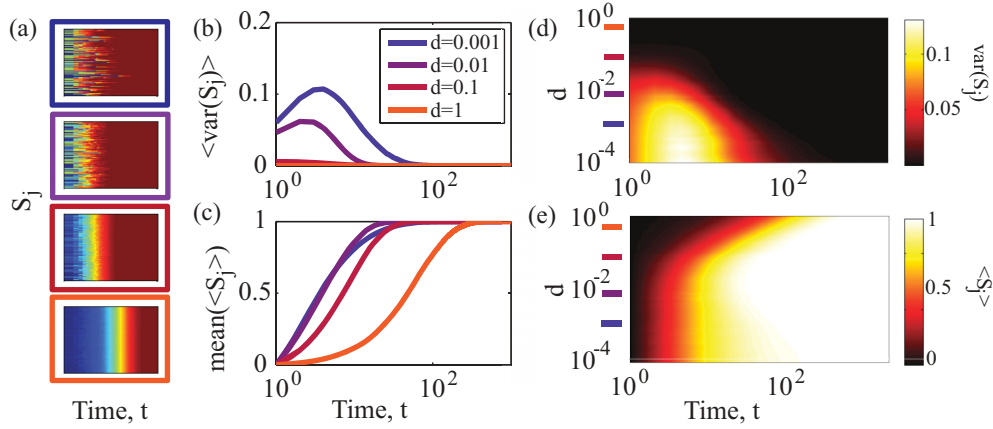 (a)
S_j
Time, t
(b)
<var(S_j)>
0.2
0.1
0
10^0
10^2
d=0.001
d=0.01
d=0.1
d=1
(c)
mean(<S_j>)
1
0.5
0
10^0
10^2
Time, t
(d)
d
10^0
10^-2
10^-4
10^0
10^2
0.1
0.05
var(S_j)
(e)
d
10^0
10^-2
10^-4
10^0
10^2
Time, t
1
0.5
0
<S_j>